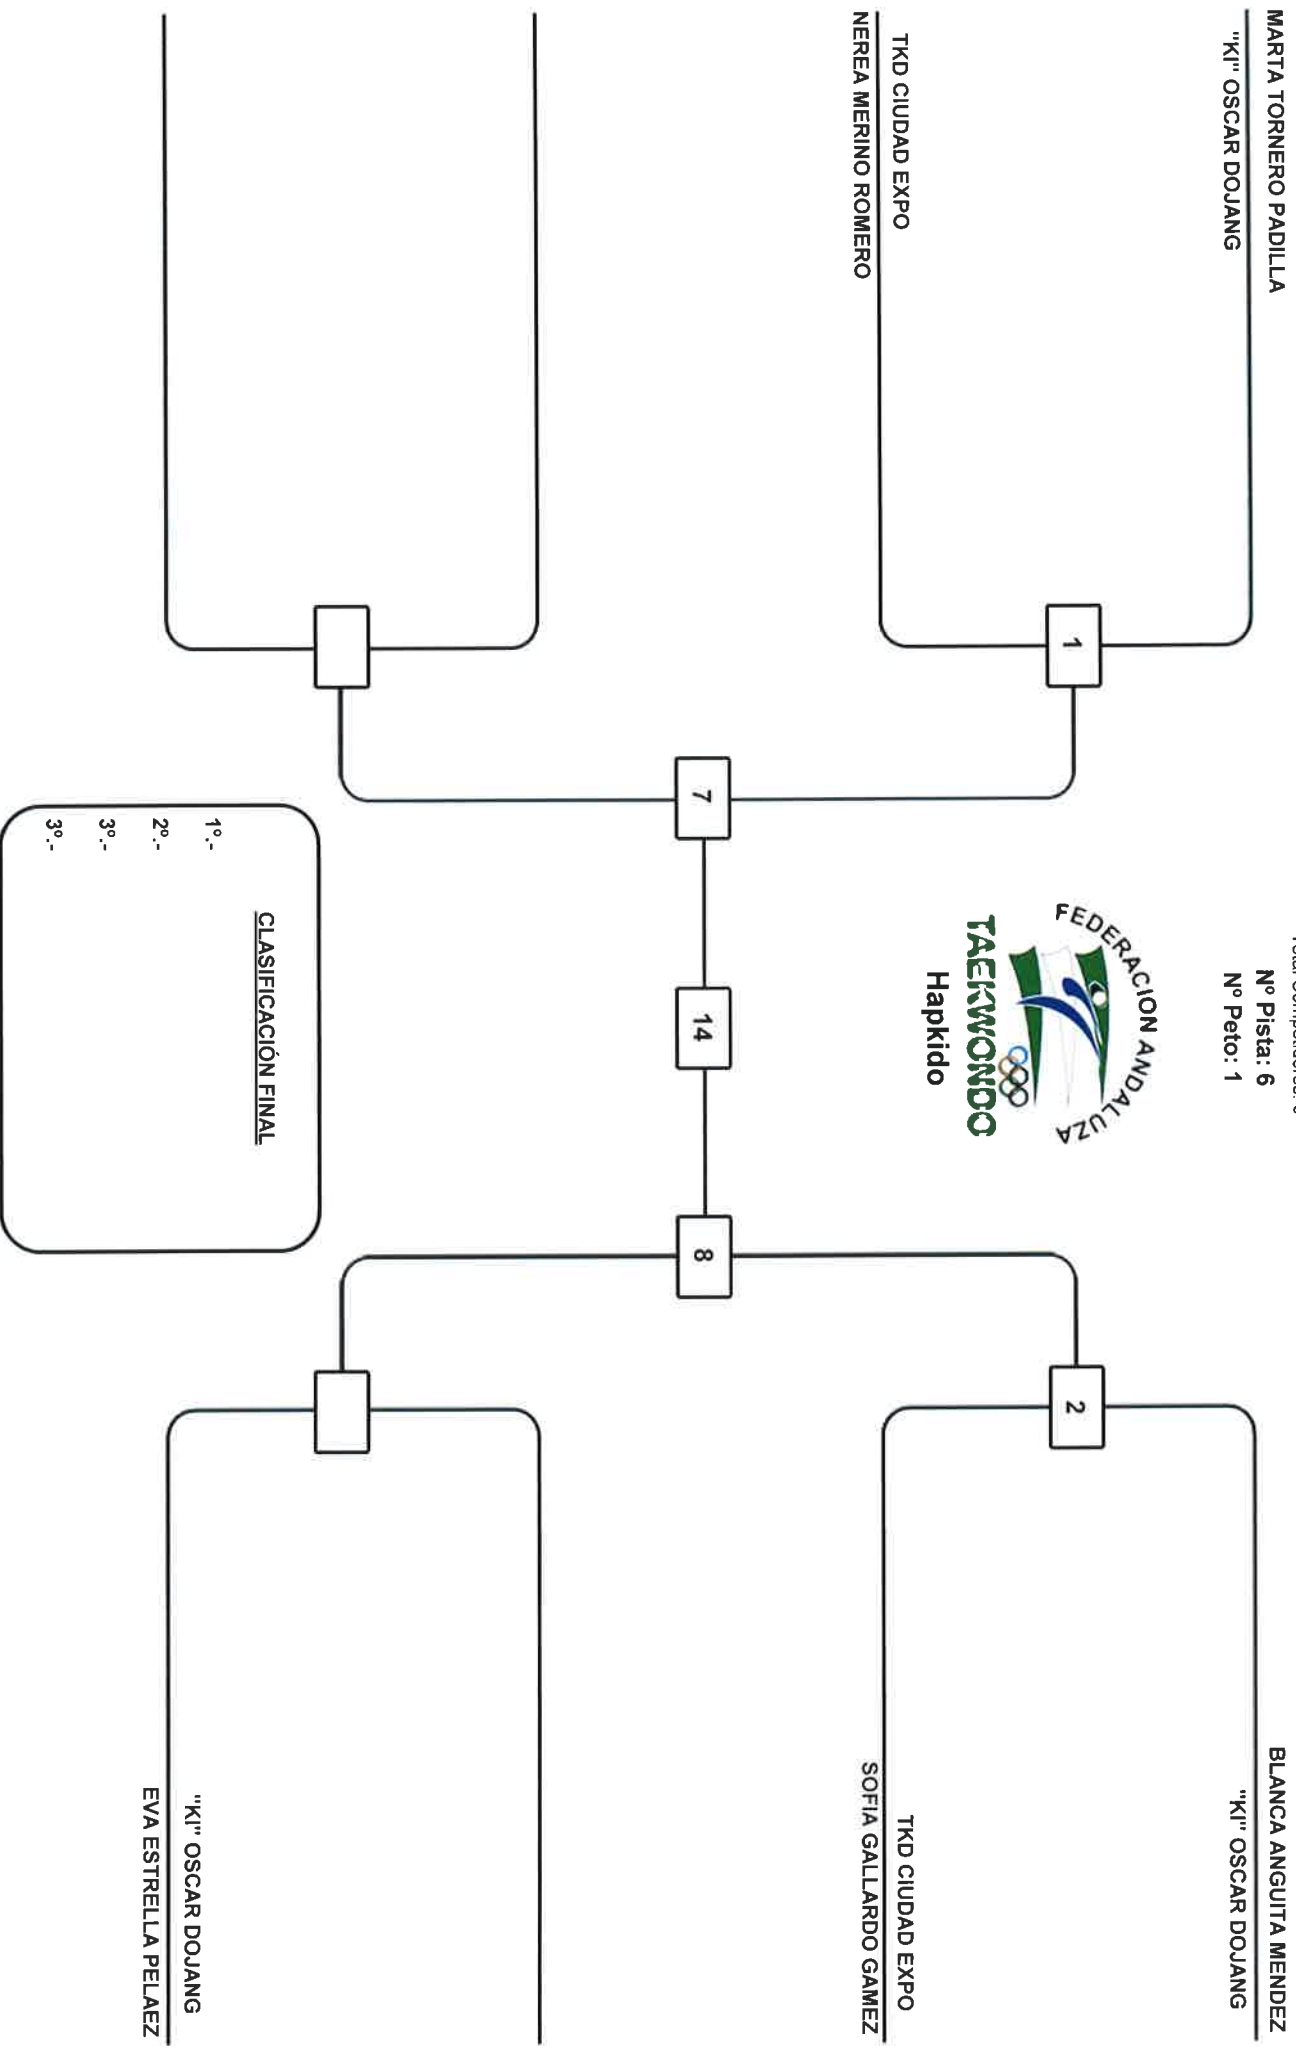 Nº Pista: 6
Nº Peto: 1
MARTA TORNERO PADILLA
"KI" OSCAR DOJANG
TKD CIUDAD EXPO
NEREA MERINO ROMERO
1
7
14
8
2
FEDERACION ANDALUZA
TAEKWONDO
Hapkido
BLANCA ANGUITA MENDEZ
"KI" OSCAR DOJANG
TKD CIUDAD EXPO
SOFIA GALLARDO GAMEZ
"KI" OSCAR DOJANG
EVA ESTRELLA PELAEZ
CLASIFICACIÓN FINAL
1º.-
2º.-
3º.-
3º.-